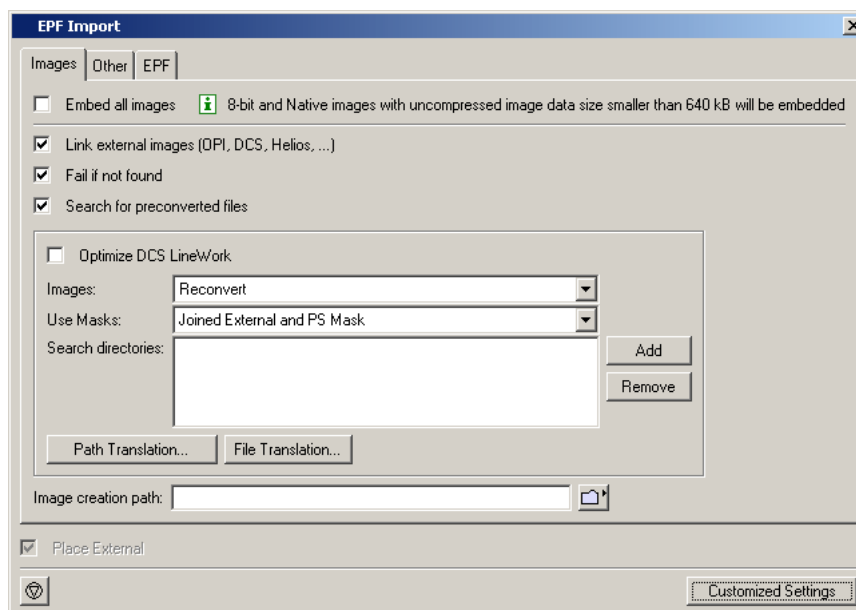 EPF Import
Images Other EPF
Embed all images 8-bit and Native images with uncompressed image data size smaller than 640 kB will be embedded
Link external images (OPI, DCS, Helios, ...)
Fail if not found
Search for preconverted files
Optimize DCS LineWork
Images: Reconvert
Use Masks: Joined External and PS Mask
Search directories: Add
Remove
Path Translation... File Translation...
Image creation path:
Place External
Customized Settings